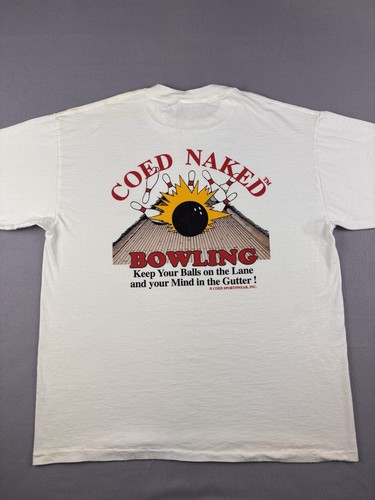 COED NAKED™
BOWLING
Keep Your Balls on the Lane
and your Mind in the Gutter !
© COED SPORTSWEAR, INC.